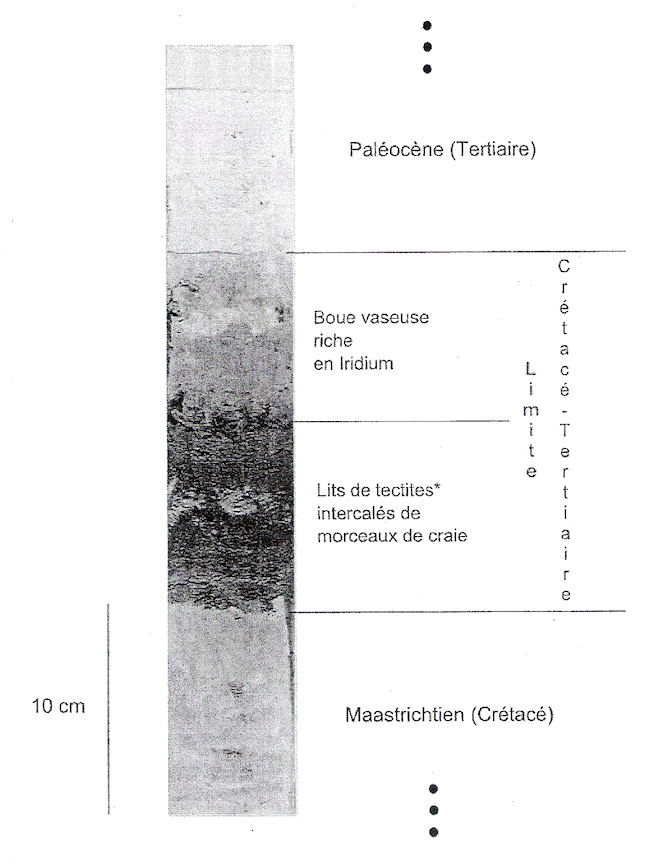 Paléocène (Tertiaire)
Boue vaseuse
riche
en Iridium
Lits de tectites*
intercalés de
morceaux de craie
Limite
Crétacé-Tertiaire
10 cm
Maastrichtien (Crétacé)